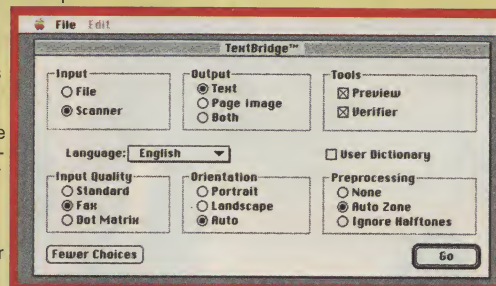 File Edit
TextBridge™
Input
File
Scanner
Output
Text
Page image
Both
Tools
Preview
Verifier
Language: English
User Dictionary
Input Quality
Standard
Fax
Dot Matrix
Orientation
Portrait
Landscape
Auto
Preprocessing
None
Auto Zone
Ignore Halftones
Fewer Choices
Go